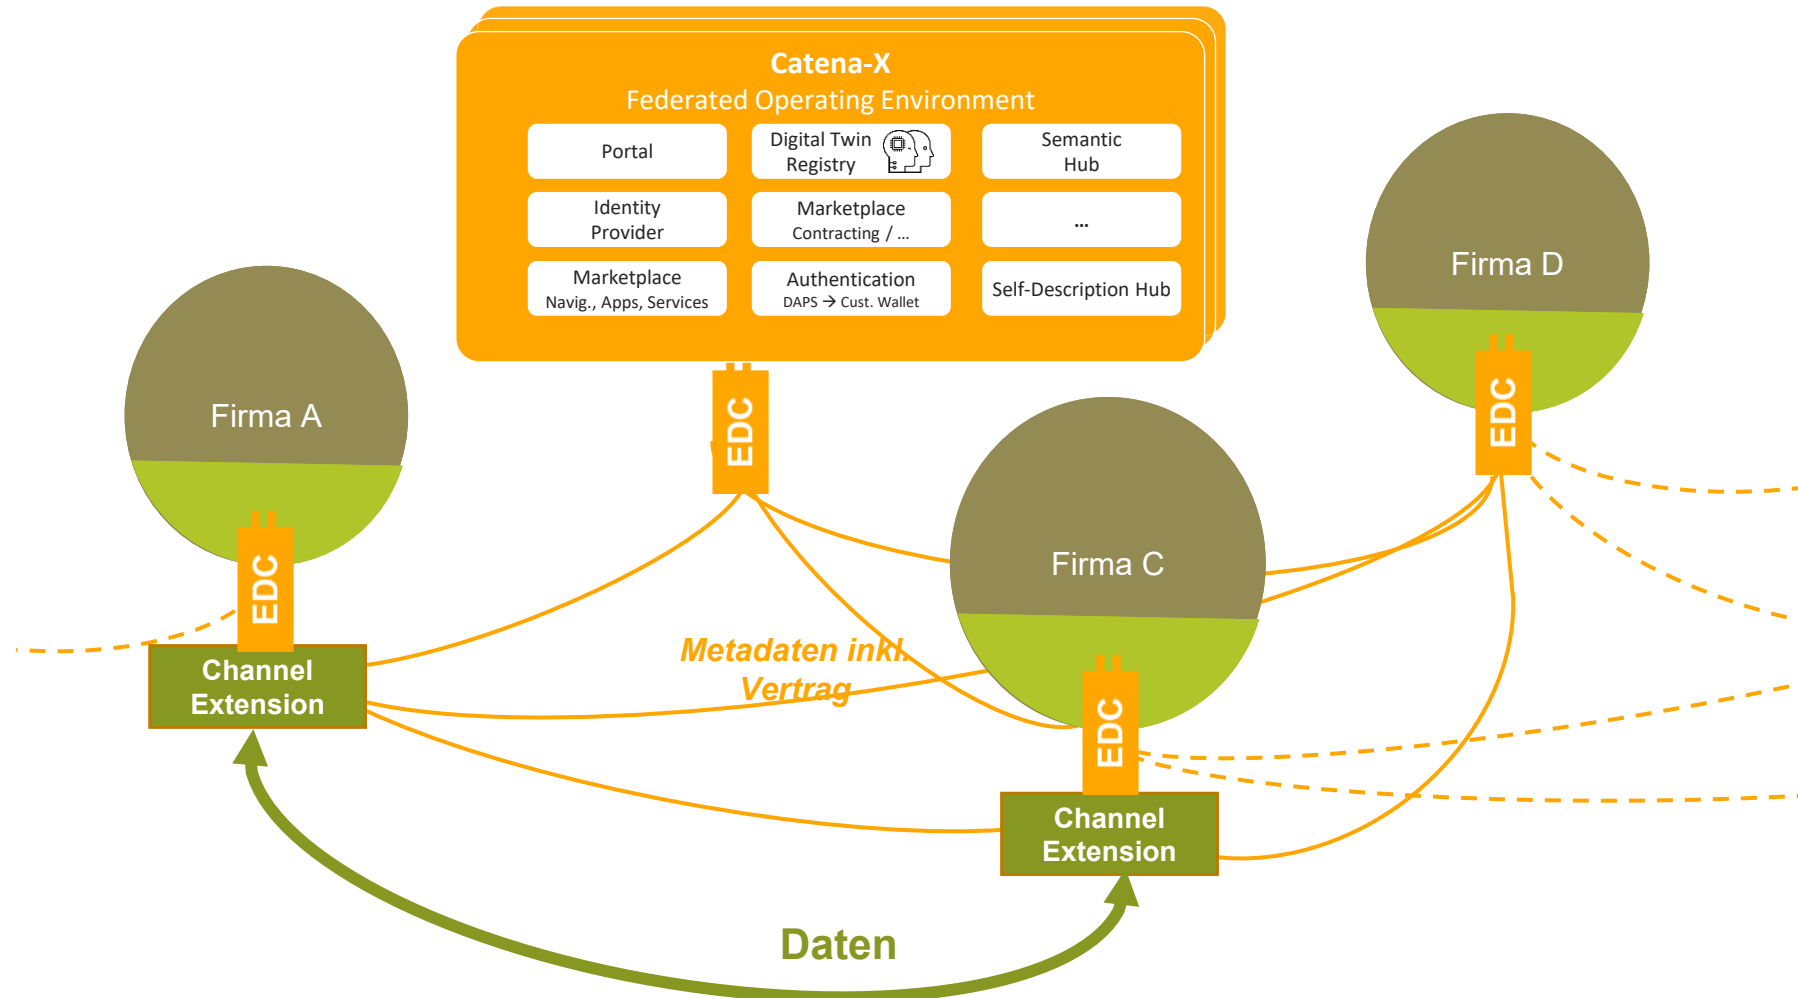 Catena-X
Federated Operating Environment
Portal
Digital Twin
Registry
Semantic
Hub
Identity
Provider
Marketplace
Contracting / ...
...
Marketplace
Navig., Apps, Services
Authentication
DAPS → Cust. Wallet
Self-Description Hub
Firma D
EDC
Firma A
EDC
EDC
Firma C
EDC
Metadaten inkl.
Vertrag
Channel
Extension
Channel
Extension
Daten